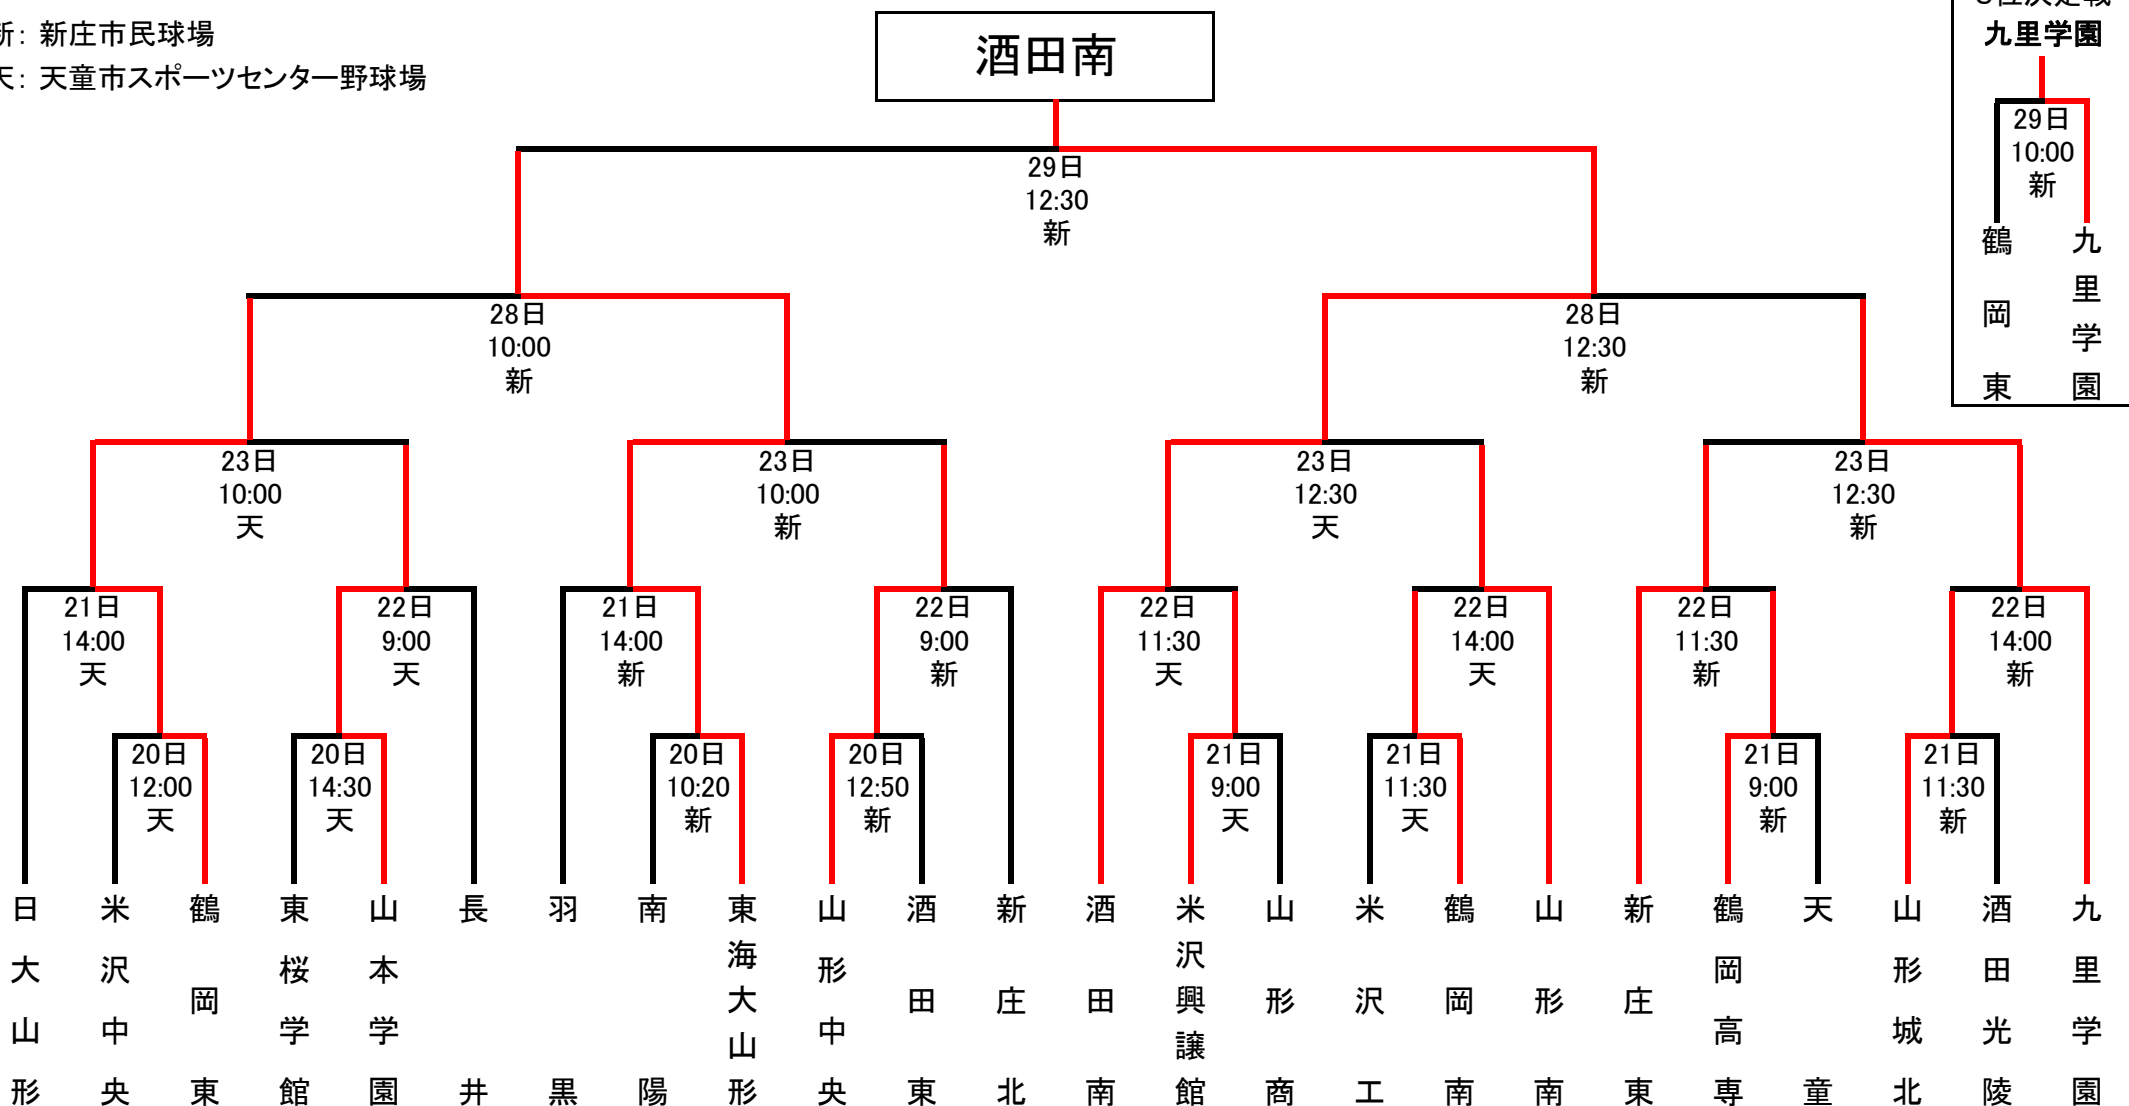 新: 新庄市民球場
天: 天童市スポーツセンター野球場
酒田南
3位決定戦
九里学園
29日
10:00
新
鶴岡東
九里学園
29日
12:30
新
28日
10:00
新
28日
12:30
新
23日
10:00
天
23日
10:00
新
23日
12:30
天
23日
12:30
新
21日
14:00
天
22日
9:00
天
21日
14:00
新
22日
9:00
新
22日
11:30
天
22日
14:00
天
22日
11:30
新
22日
14:00
新
20日
12:00
天
20日
14:30
天
20日
10:20
新
20日
12:50
新
21日
9:00
天
21日
11:30
天
21日
9:00
新
21日
11:30
新
日大山形
米沢中央
鶴岡東
東桜学館
山本学園
長井
羽黒
南陽
東海大山形
山形中央
酒田東
新庄北
酒田南
米沢興譲館
山形商
米沢工
鶴岡南
山形南
新庄東
鶴岡高専
天童
山形城北
酒田光陵
九里学園